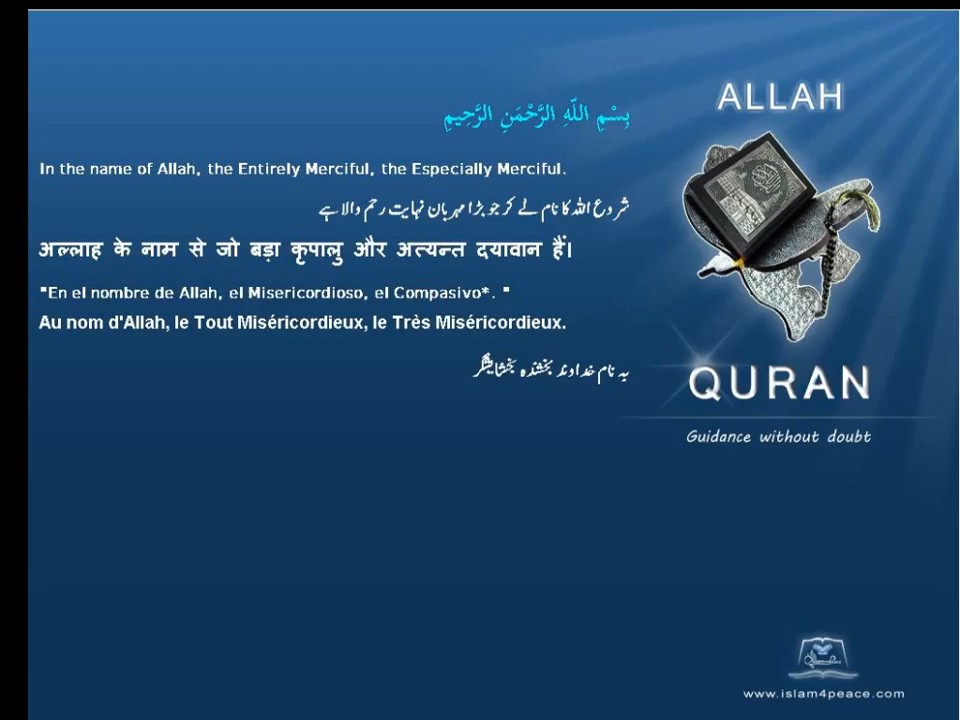 بِسْمِ اللَّهِ الرَّحْمَنِ الرَّحِيمِ
In the name of Allah, the Entirely Merciful, the Especially Merciful.
شروع الله کا نام لے کر جو بڑا مہربان نہایت رحم والا ہے
अल्लाह के नाम से जो बड़ा कृपालु और अत्यन्त दयावान हैं।
"En el nombre de Allah, el Misericordioso, el Compasivo*. "
Au nom d'Allah, le Tout Miséricordieux, le Très Miséricordieux.
به نام خداوند بخشنده بخشایشگر
ALLAH
QURAN
Guidance without doubt
www.islam4peace.com